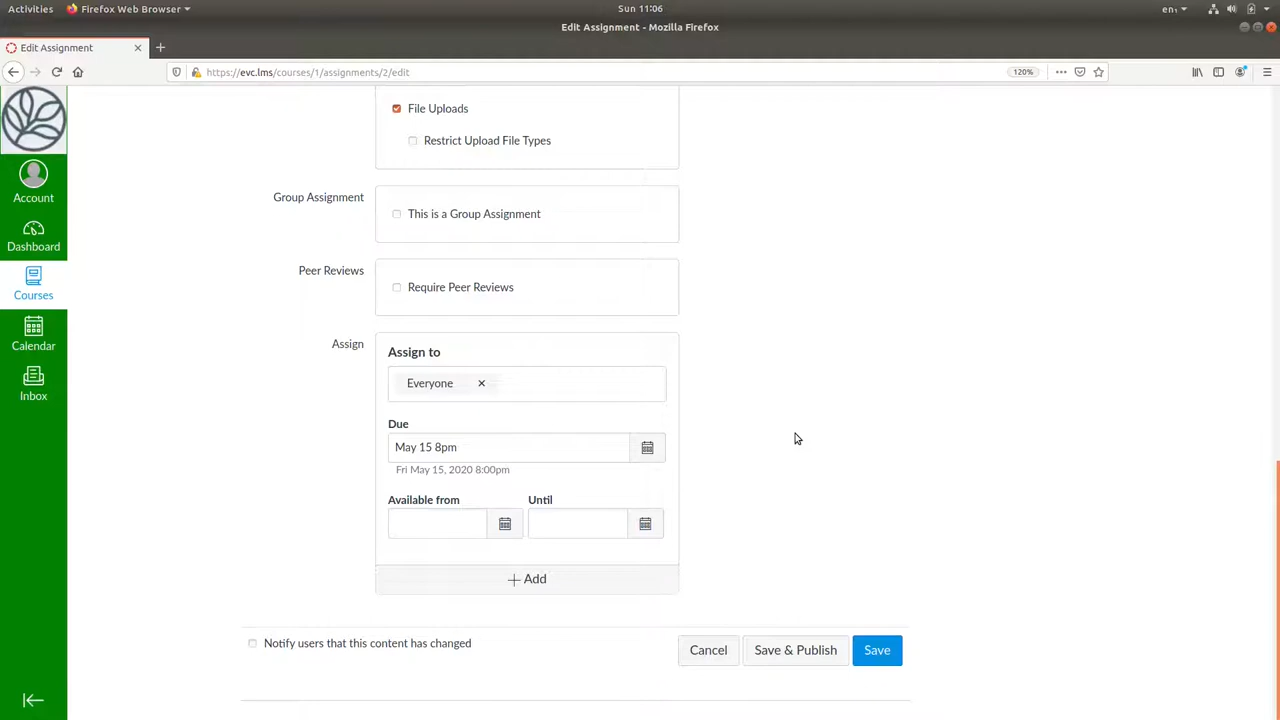 Activities
Firefox Web Browser
Sun 11:06
en
Edit Assignment - Mozilla Firefox
Edit Assignment
https://evc.lms/courses/1/assignments/2/edit
120%
Account
Dashboard
Courses
Calendar
Inbox
File Uploads
Restrict Upload File Types
Group Assignment
This is a Group Assignment
Peer Reviews
Require Peer Reviews
Assign
Assign to
Everyone
Due
May 15 8pm
Fri May 15, 2020 8:00pm
Available from
Until
+ Add
Notify users that this content has changed
Cancel
Save & Publish
Save